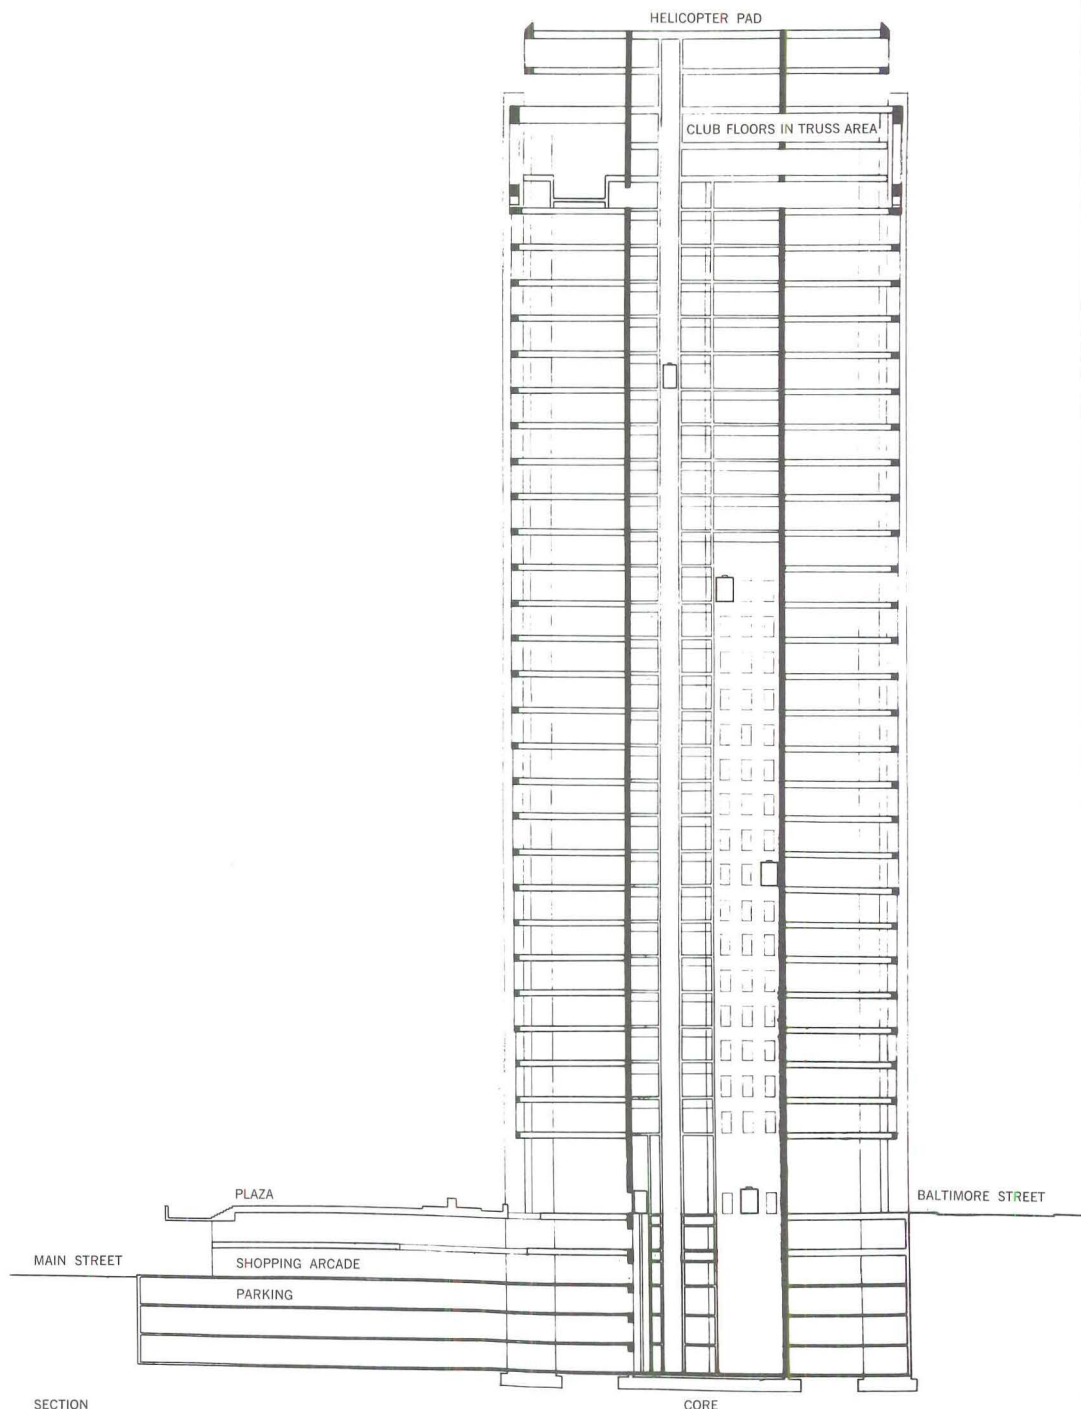 HELICOPTER PAD
CLUB FLOORS IN TRUSS AREA
PLAZA
BALTIMORE STREET
MAIN STREET
SHOPPING ARCADE
PARKING
SECTION
CORE